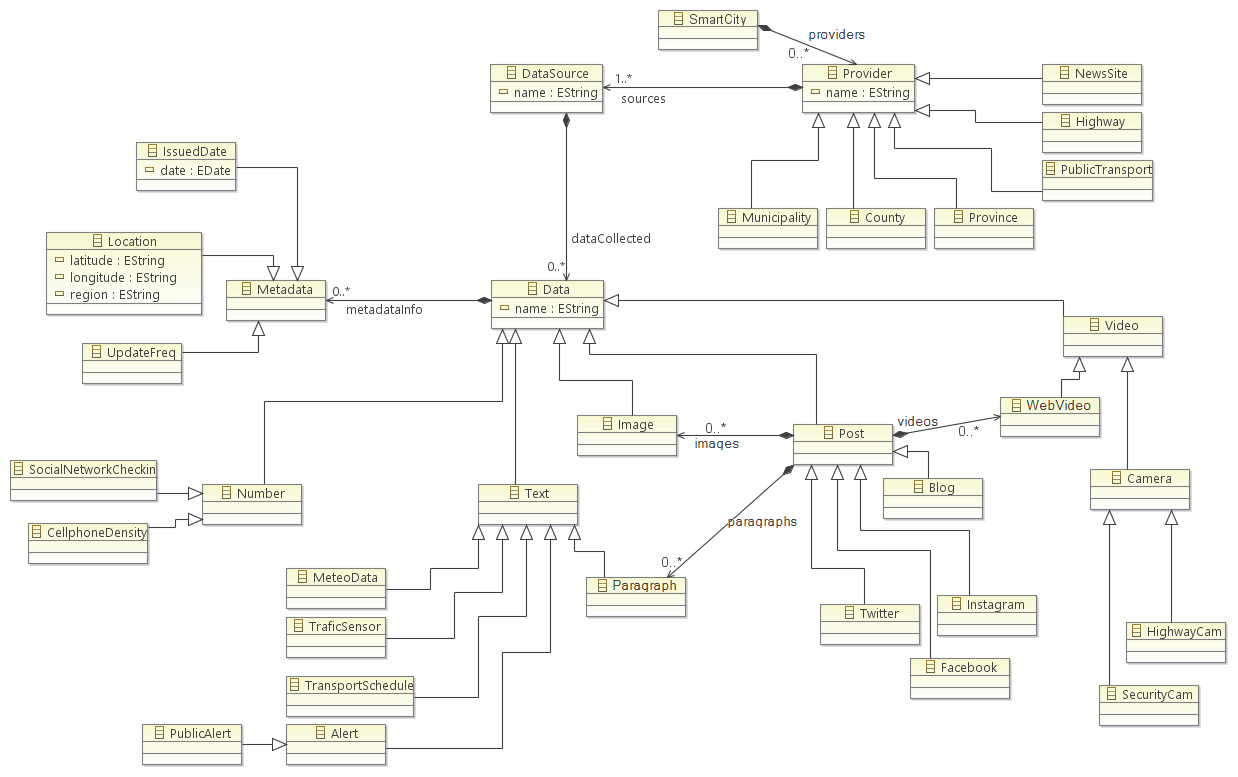 SmartCity
providers
0..*
DataSource
name : EString
1..*
sources
Provider
name : EString
NewsSite
Highway
PublicTransport
IssuedDate
date : EDate
Municipality
County
Province
Location
latitude : EString
longitude : EString
region : EString
dataCollected
0..*
Metadata
0..*
metadataInfo
Data
name : EString
Video
UpdateFreq
WebVideo
videos
0..*
Image
0..*
images
Post
SocialNetworkCheckin
Number
Text
Blog
Camera
CellphoneDensity
paragraphs
0..*
MeteoData
Paragraph
Twitter
Instagram
TraficSensor
HighwayCam
Facebook
TransportSchedule
SecurityCam
PublicAlert
Alert